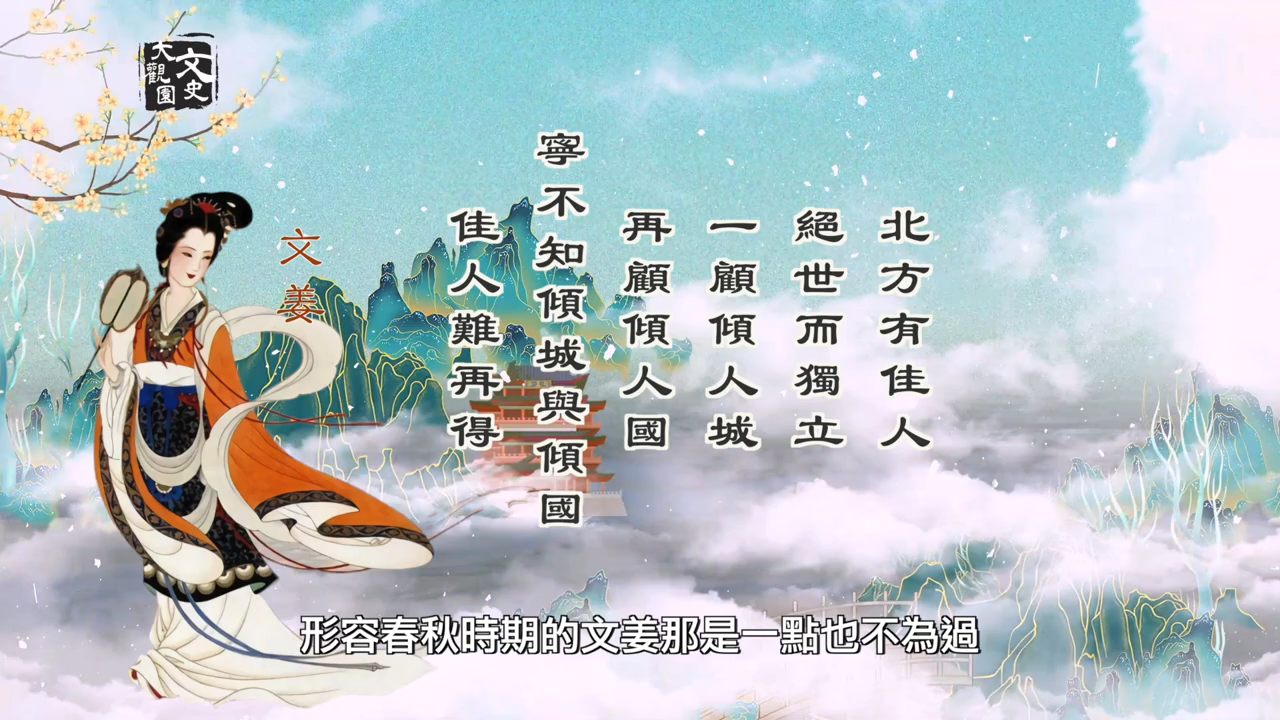 文史
大觀園
文姜
北方有佳人
絕世而獨立
一顧傾人城
再顧傾人國
寧不知傾城與傾國
佳人難再得
形容春秋時期的文姜那是一點也不為過